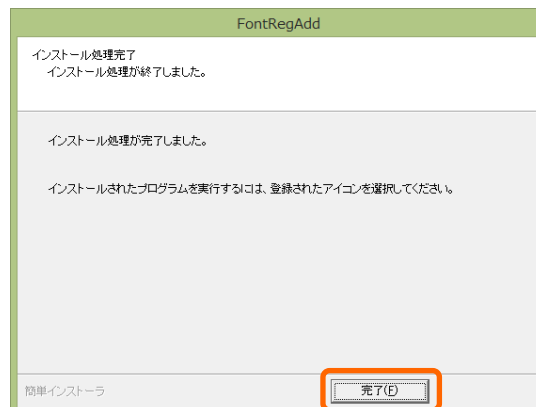 FontRegAdd
インストール処理完了
インストール処理が終了しました。
インストール処理が完了しました。
インストールされたプログラムを実行するには、登録されたアイコンを選択してください。
簡単インストーラ
完了(F)